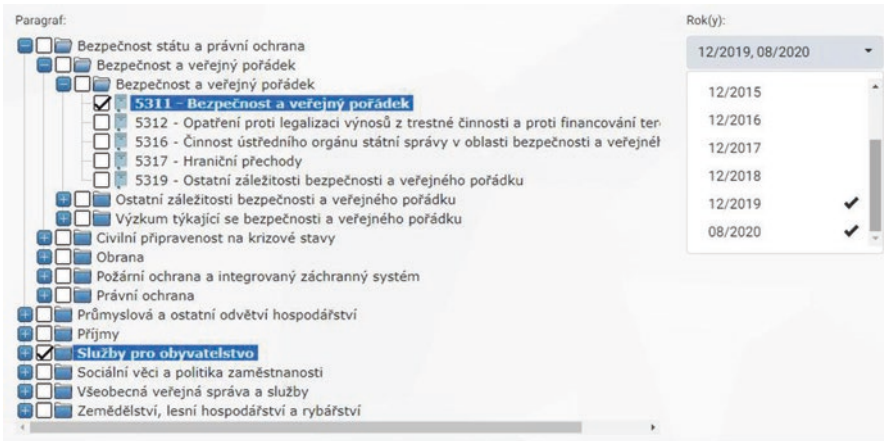 Paragraf:
Bezpečnost státu a právní ochrana
Bezpečnost a veřejný pořádek
Bezpečnost a veřejný pořádek
5311 - Bezpečnost a veřejný pořádek
5312 - Opatření proti legalizaci výnosů z trestné činnosti a proti financování ter
5316 - Činnost ústředního orgánu státní správy v oblasti bezpečnosti a veřejnéh
5317 - Hraniční přechody
5319 - Ostatní záležitosti bezpečnosti a veřejného pořádku
Ostatní záležitosti bezpečnosti a veřejného pořádku
Výzkum týkající se bezpečnosti a veřejného pořádku
Civilní připravenost na krizové stavy
Obrana
Požární ochrana a integrovaný záchranný systém
Právní ochrana
Průmyslová a ostatní odvětví hospodářství
Příjmy
Služby pro obyvatelstvo
Sociální věci a politika zaměstnanosti
Všeobecná veřejná správa a služby
Zemědělství, lesní hospodářství a rybářství
Rok(y):
12/2019, 08/2020
12/2015
12/2016
12/2017
12/2018
12/2019
08/2020